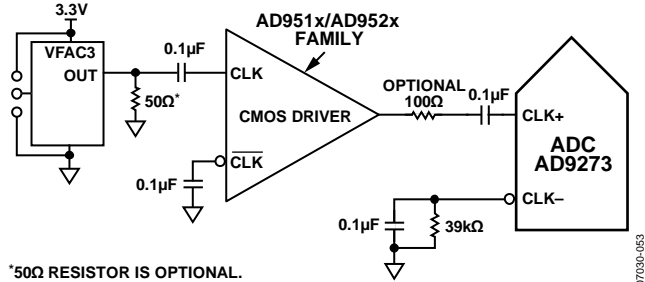 3.3V
VFAC3
OUT
50Ω*
0.1µF
AD951x/AD952x
FAMILY
CLK
CMOS DRIVER
CLK
0.1µF
OPTIONAL
100Ω
0.1µF
CLK+
ADC
AD9273
CLK–
0.1µF
39kΩ
*50Ω RESISTOR IS OPTIONAL.
07030-053